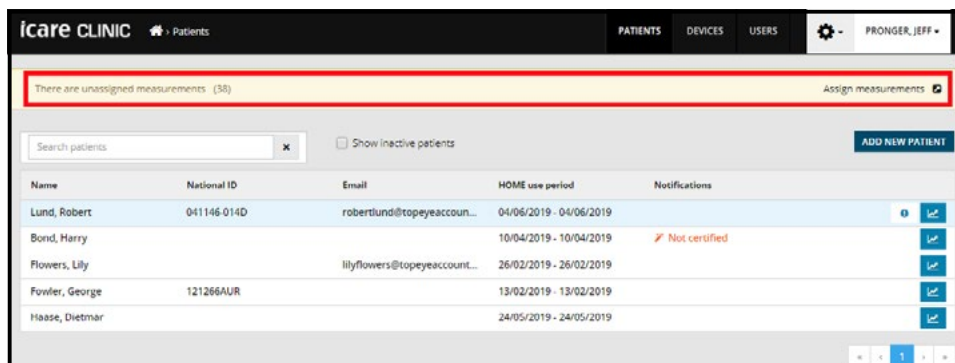 icare CLINIC › Patients PATIENTS DEVICES USERS PRONGER, JEFF
There are unassigned measurements (38) Assign measurements
Search patients × Show inactive patients ADD NEW PATIENT
Name National ID Email HOME use period Notifications
Lund, Robert 041146-014D robertlund@topeyeaccoun... 04/06/2019 - 04/06/2019
Bond, Harry 10/04/2019 - 10/04/2019 Not certified
Flowers, Lily lilyflowers@topeyeaccount... 26/02/2019 - 26/02/2019
Fowler, George 121266AUR 13/02/2019 - 13/02/2019
Haase, Dietmar 24/05/2019 - 24/05/2019
« ‹ 1 › »